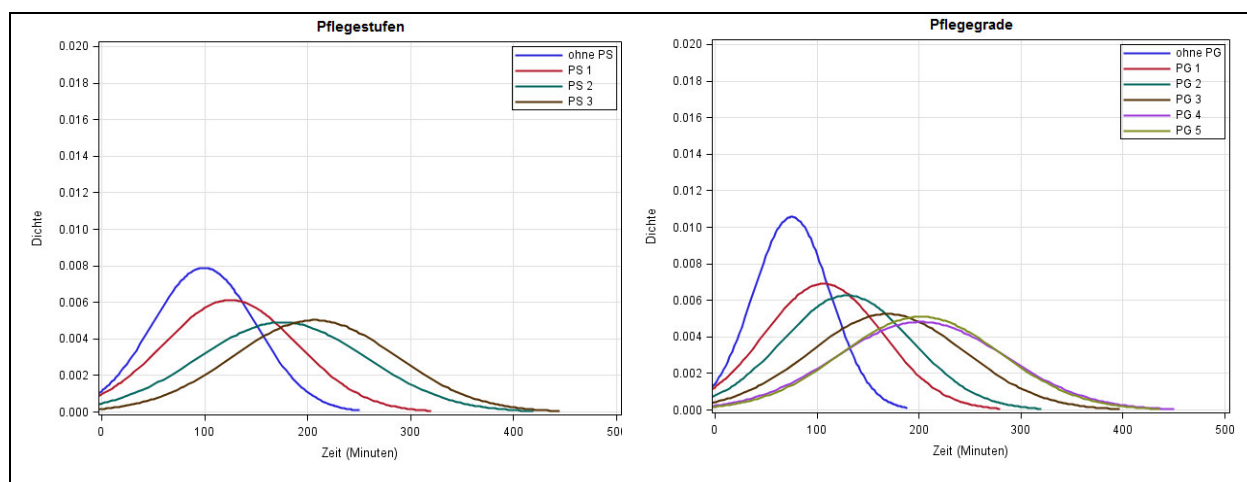 Pflegestufen
0.020
0.018
0.016
0.014
0.012
0.010
0.008
0.006
0.004
0.002
0.000
Dichte
ohne PS
PS 1
PS 2
PS 3
0
100
200
300
400
500
Zeit (Minuten)
Pflegegrade
0.020
0.018
0.016
0.014
0.012
0.010
0.008
0.006
0.004
0.002
0.000
Dichte
ohne PG
PG 1
PG 2
PG 3
PG 4
PG 5
0
100
200
300
400
500
Zeit (Minuten)